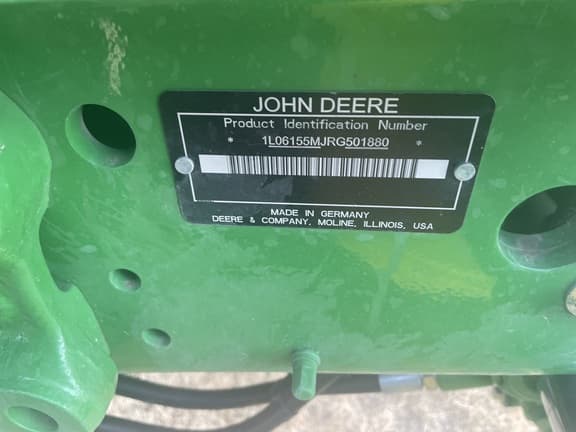 JOHN DEERE
Product Identification Number
* 1L06155MJRG501880 *
MADE IN GERMANY
DEERE & COMPANY, MOLINE, ILLINOIS, USA